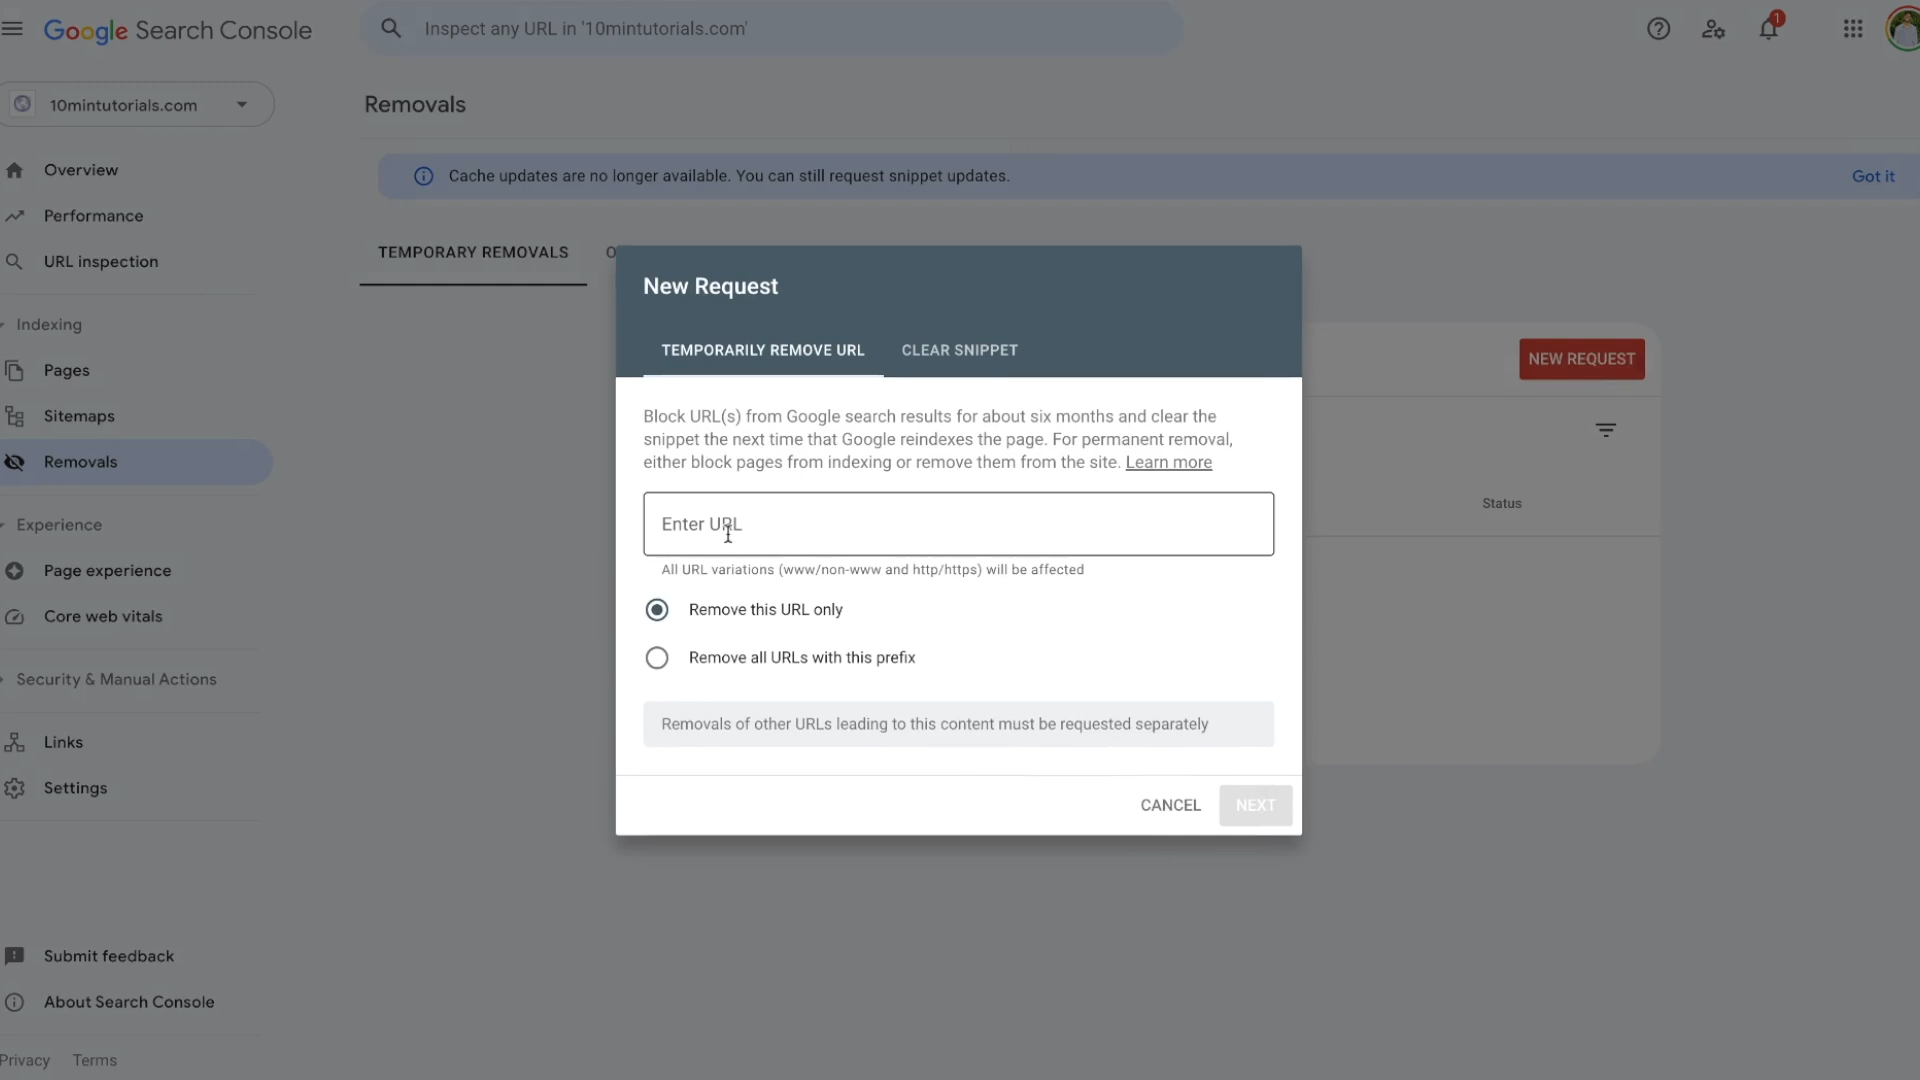 Google Search Console
Inspect any URL in '10mintutorials.com'
1
10mintutorials.com
Removals
Overview
Cache updates are no longer available. You can still request snippet updates.
Got it
Performance
URL inspection
TEMPORARY REMOVALS
O
New Request
TEMPORARILY REMOVE URL
CLEAR SNIPPET
NEW REQUEST
Block URL(s) from Google search results for about six months and clear the
snippet the next time that Google reindexes the page. For permanent removal,
either block pages from indexing or remove them from the site. Learn more
Enter URL
All URL variations (www/non-www and http/https) will be affected
Remove this URL only
Remove all URLs with this prefix
Removals of other URLs leading to this content must be requested separately
CANCEL
NEXT
Status
Indexing
Pages
Sitemaps
Removals
Experience
Page experience
Core web vitals
Security & Manual Actions
Links
Settings
Submit feedback
About Search Console
Privacy
Terms